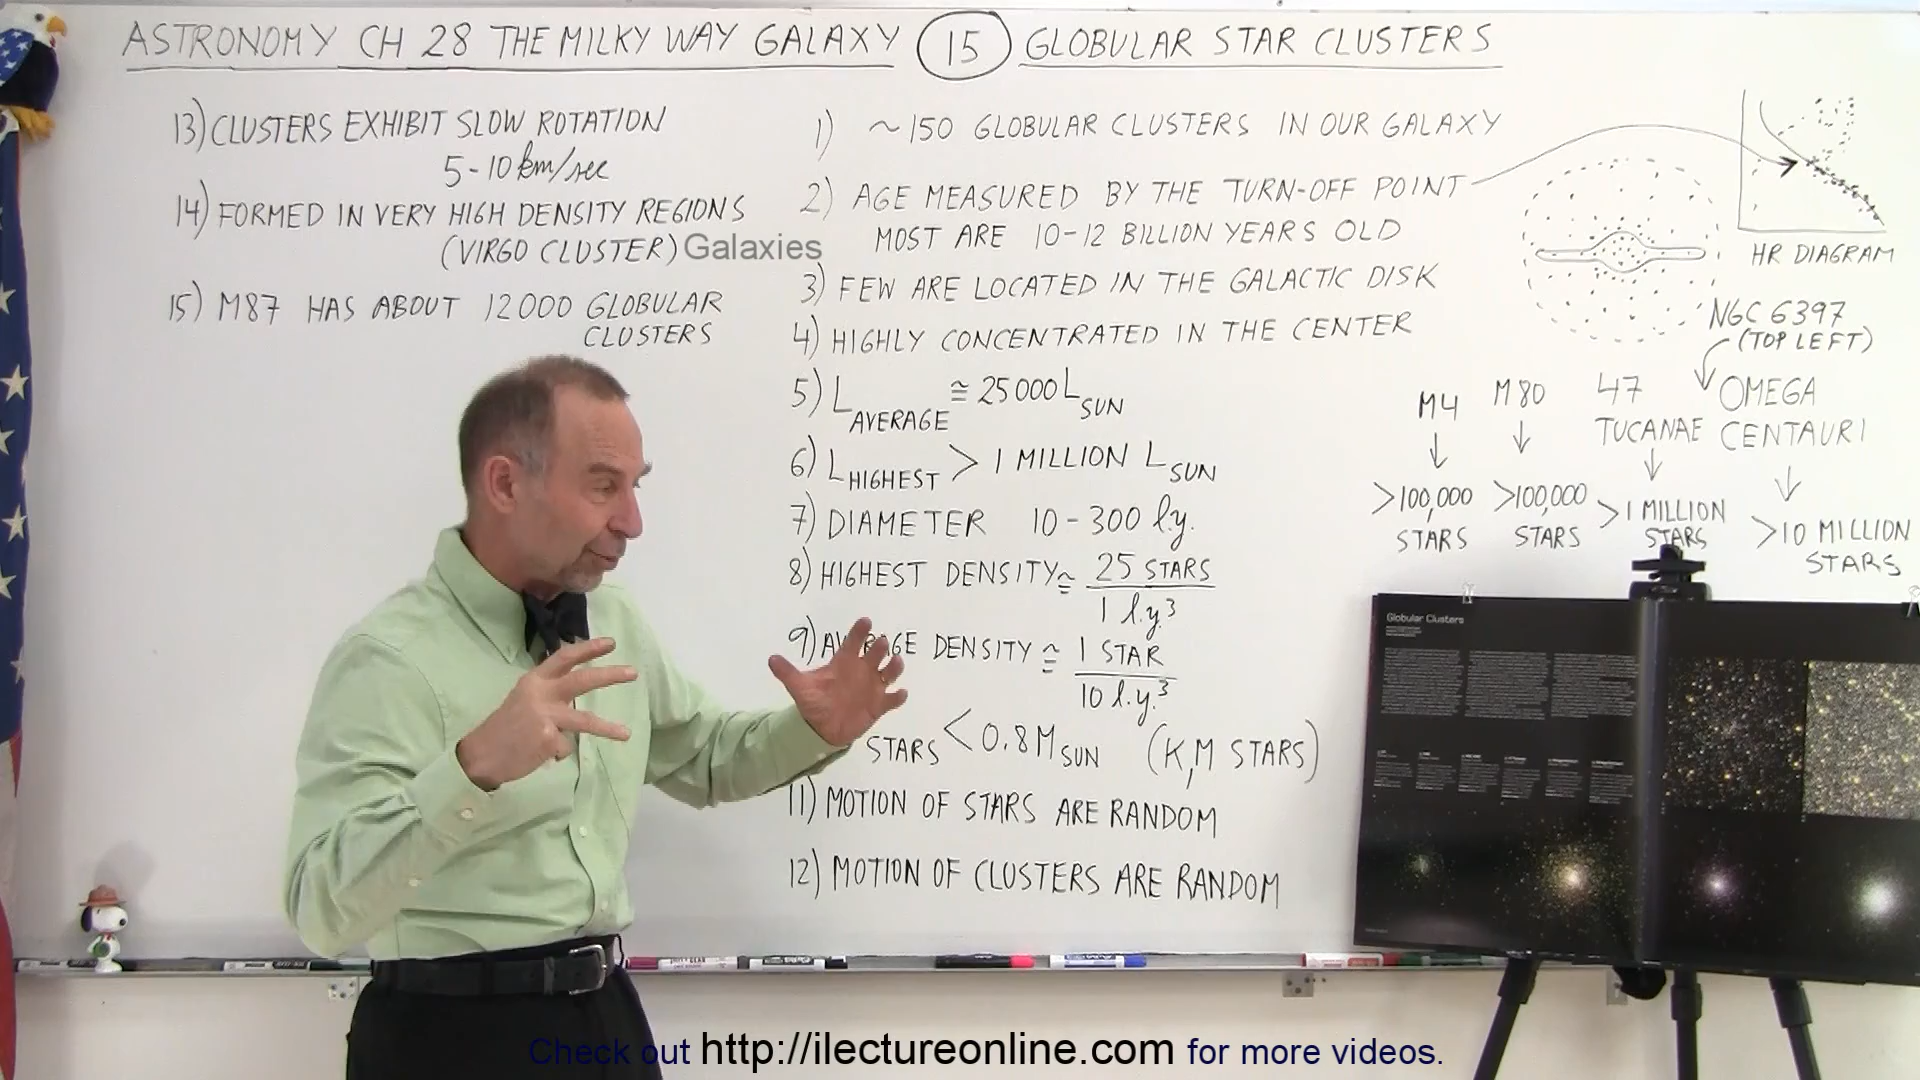 ASTRONOMY CH 28 THE MILKY WAY GALAXY 15 GLOBULAR STAR CLUSTERS
13) CLUSTERS EXHIBIT SLOW ROTATION
5-10 km/sec
14) FORMED IN VERY HIGH DENSITY REGIONS
(VIRGO CLUSTER) Galaxies
15) M87 HAS ABOUT 12000 GLOBULAR
CLUSTERS
1) ~150 GLOBULAR CLUSTERS IN OUR GALAXY
2) AGE MEASURED BY THE TURN-OFF POINT
MOST ARE 10-12 BILLION YEARS OLD
3) FEW ARE LOCATED IN THE GALACTIC DISK
4) HIGHLY CONCENTRATED IN THE CENTER
5) L AVERAGE ≅ 25000 L SUN
6) L HIGHEST > 1 MILLION L SUN
7) DIAMETER 10-300 l.y.
8) HIGHEST DENSITY ≅ 25 STARS
1 l.y.³
9) AVERAGE DENSITY ≅ 1 STAR
10 l.y.³
STARS < 0.8 M SUN (K,M STARS)
11) MOTION OF STARS ARE RANDOM
12) MOTION OF CLUSTERS ARE RANDOM
HR DIAGRAM
NGC 6397
(TOP LEFT)
M4
M80
47
TUCANAE
OMEGA
CENTAURI
>100,000
STARS
>100,000
STARS
>1 MILLION
STARS
>10 MILLION
STARS
Globular Clusters
Check out http://ilectureonline.com for more videos.